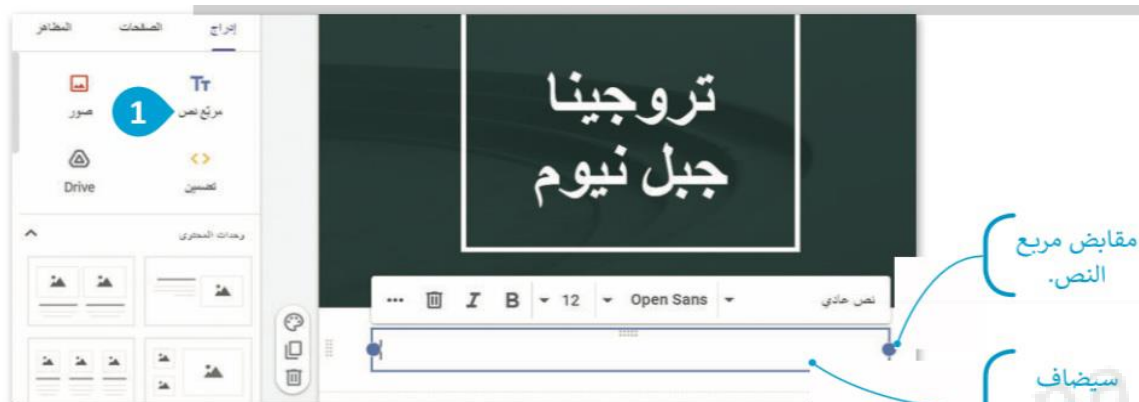 إدراج الصفحات المظاهر
مربع نص صور
1
تضمين Drive
وحدات المحتوى
تروجينا
جبل نيوم
نص عادي Open Sans 12 B I
مقابض مربع
النص.
سيضاف